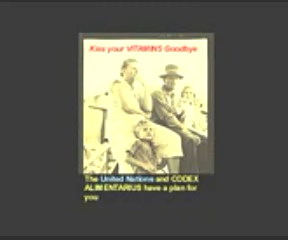 Kiss your VITAMINS Goodbye
The United Nations and CODEX
ALIMENTARIUS have a plan for
you